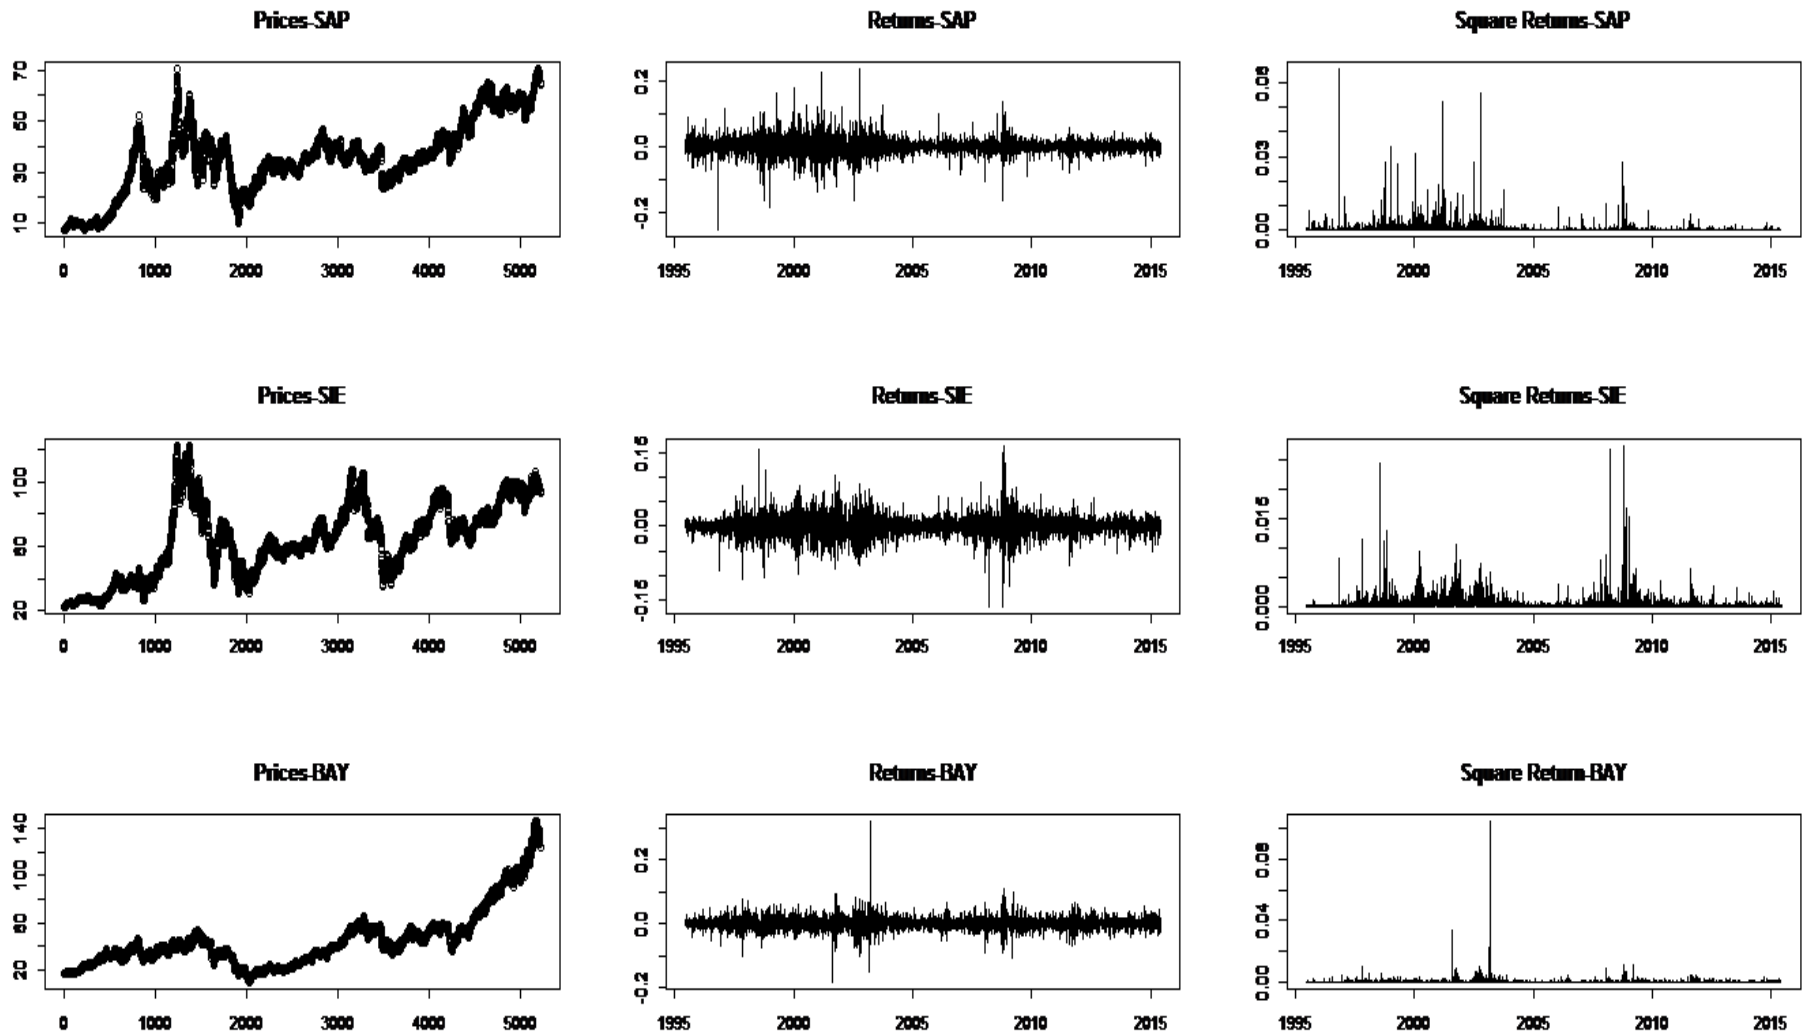 Prices-SAP
70
50
30
10
0 1000 2000 3000 4000 5000
Returns-SAP
0.2
0.0
-0.2
1995 2000 2005 2010 2015
Square Returns-SAP
0.06
0.03
0.00
1995 2000 2005 2010 2015
Prices-SIE
100
60
20
0 1000 2000 3000 4000 5000
Returns-SIE
0.15
0.00
-0.15
1995 2000 2005 2010 2015
Square Returns-SIE
0.015
0.000
1995 2000 2005 2010 2015
Prices-BAY
140
100
60
20
0 1000 2000 3000 4000 5000
Returns-BAY
0.2
0.0
-0.2
1995 2000 2005 2010 2015
Square Return-BAY
0.08
0.04
0.00
1995 2000 2005 2010 2015